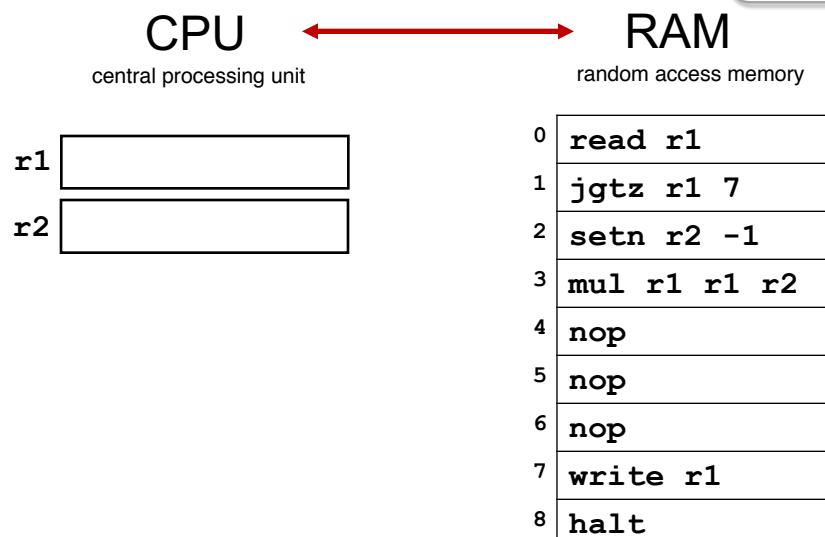 CPU
central processing unit
RAM
random access memory
r1
r2
0 read r1
1 jgtz r1 7
2 setn r2 -1
3 mul r1 r1 r2
4 nop
5 nop
6 nop
7 write r1
8 halt